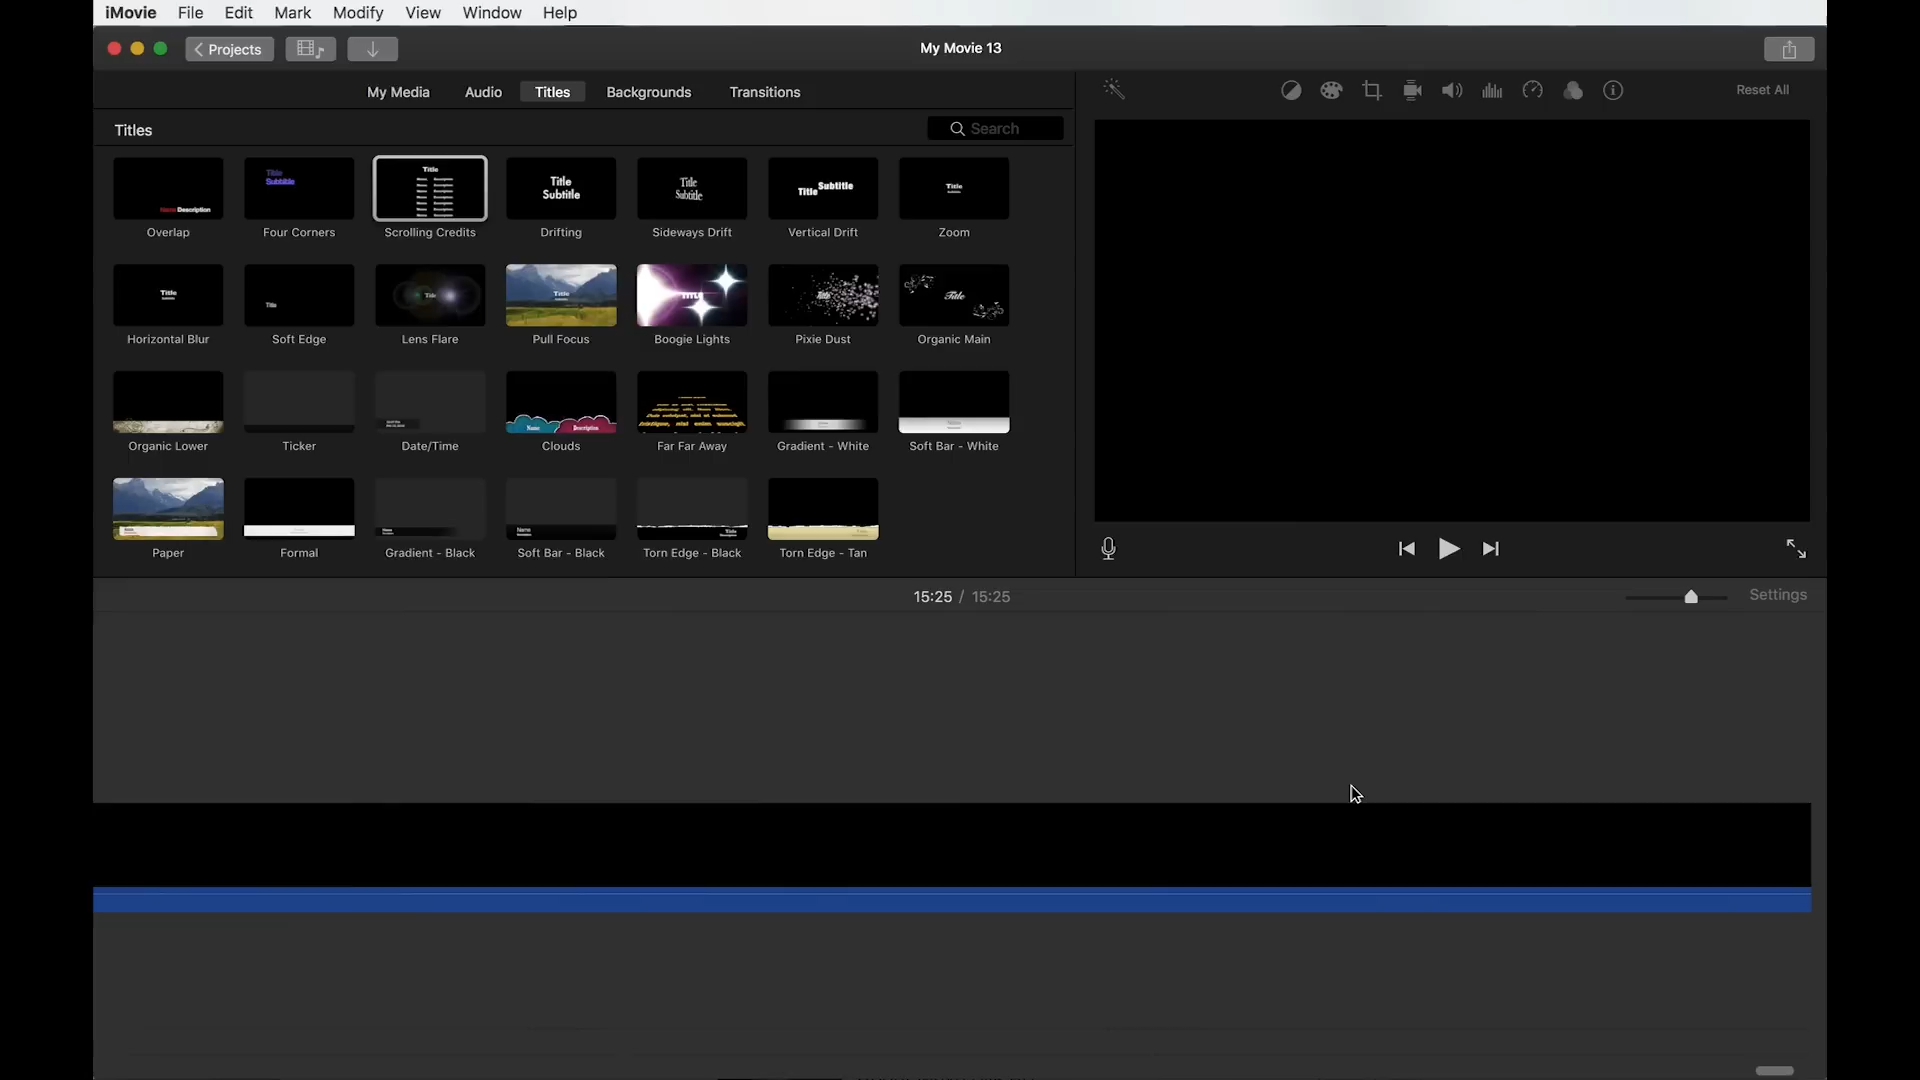 iMovie File Edit Mark Modify View Window Help
Projects My Movie 13
My Media Audio Titles Backgrounds Transitions Reset All
Titles Search
Overlap Four Corners Scrolling Credits Drifting Sideways Drift Vertical Drift Zoom
Horizontal Blur Soft Edge Lens Flare Pull Focus Boogie Lights Pixie Dust Organic Main
Organic Lower Ticker Date/Time Clouds Far Far Away Gradient - White Soft Bar - White
Paper Formal Gradient - Black Soft Bar - Black Torn Edge - Black Torn Edge - Tan
15:25 / 15:25 Settings